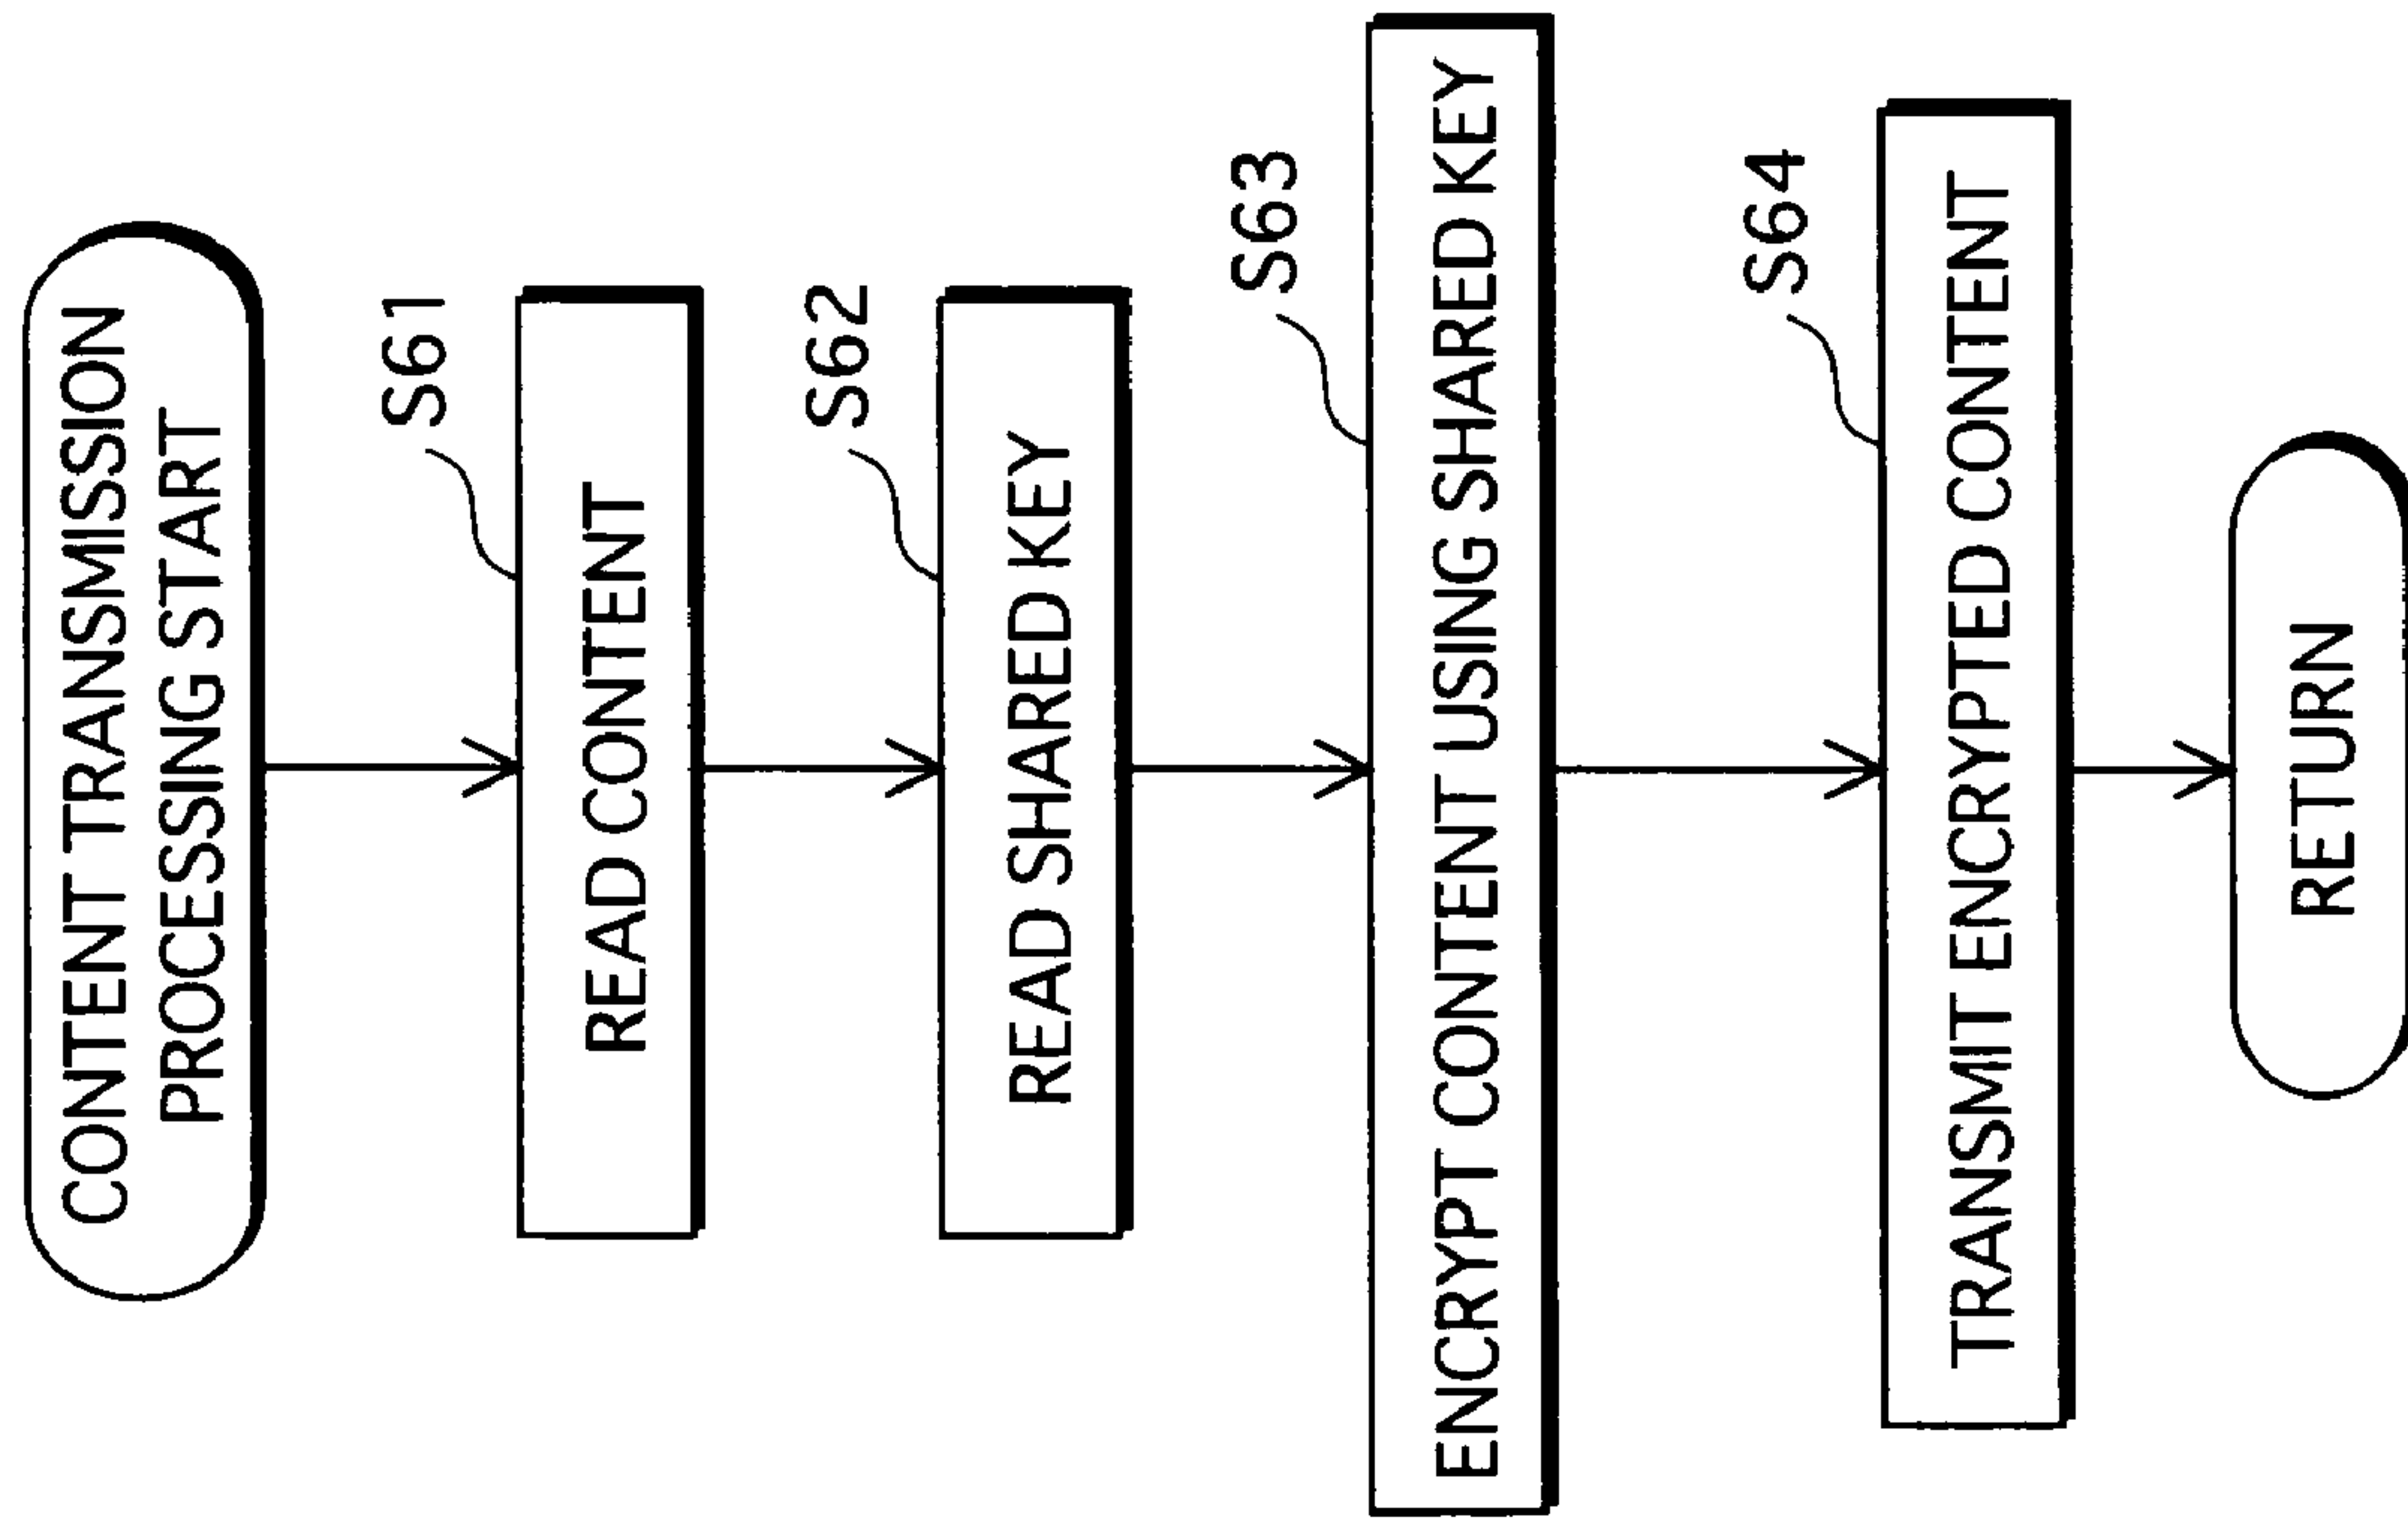 CONTENT TRANSMISSION
PROCESSING START
S61
READ CONTENT
S62
READ SHARED KEY
S63
ENCRYPT CONTENT USING SHARED KEY
S64
TRANSMIT ENCRYPTED CONTENT
RETURN